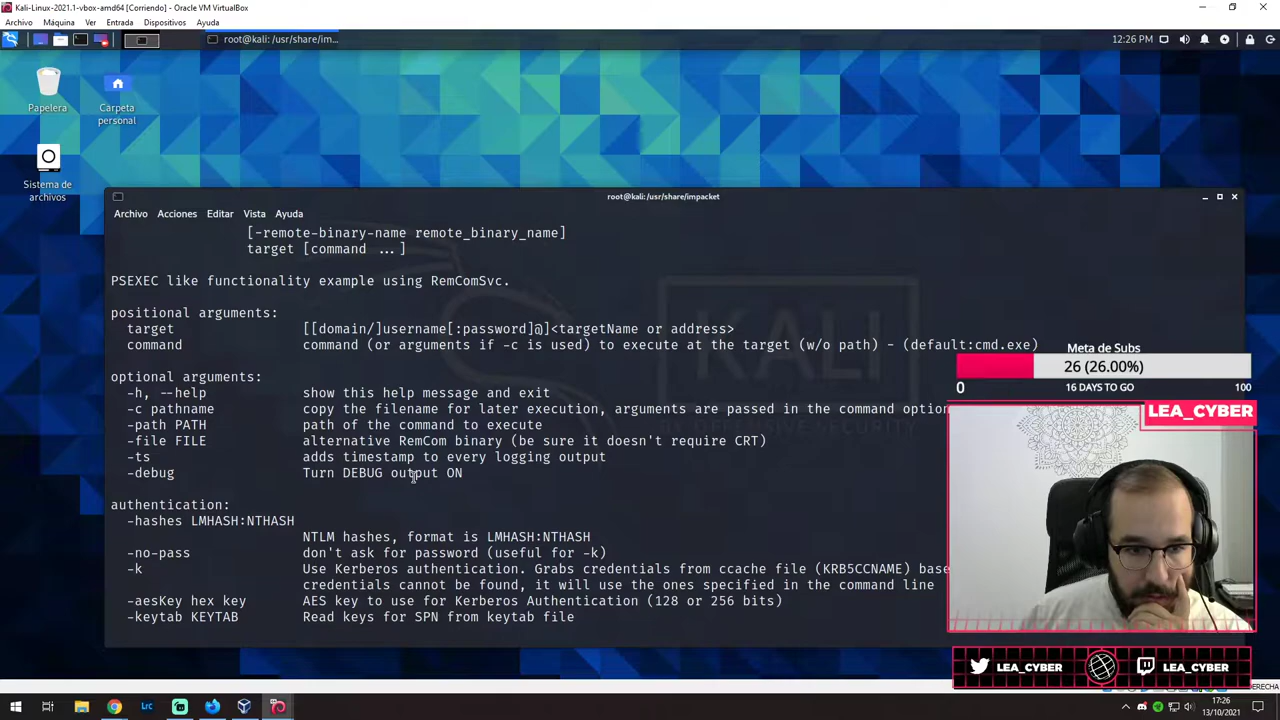 Kali-Linux-2021.1-vbox-amd64 [Corriendo] - Oracle VM VirtualBox
Archivo Máquina Ver Entrada Dispositivos Ayuda
root@kali: /usr/share/im...
12:26 PM
Papelera
Carpeta
personal
Sistema de
archivos
root@kali: /usr/share/impacket
Archivo Acciones Editar Vista Ayuda
[-remote-binary-name remote_binary_name]
target [command ...]
PSEXEC like functionality example using RemComSvc.
positional arguments:
target [[domain/]username[:password]@]<targetName or address>
command command (or arguments if -c is used) to execute at the target (w/o path) - (default:cmd.exe)
optional arguments:
-h, --help show this help message and exit
-c pathname copy the filename for later execution, arguments are passed in the command option
-path PATH path of the command to execute
-file FILE alternative RemCom binary (be sure it doesn't require CRT)
-ts adds timestamp to every logging output
-debug Turn DEBUG output ON
authentication:
-hashes LMHASH:NTHASH
NTLM hashes, format is LMHASH:NTHASH
-no-pass don't ask for password (useful for -k)
-k Use Kerberos authentication. Grabs credentials from ccache file (KRB5CCNAME) base
credentials cannot be found, it will use the ones specified in the command line
-aesKey hex key AES key to use for Kerberos Authentication (128 or 256 bits)
-keytab KEYTAB Read keys for SPN from keytab file
KALI
Meta de Subs
26 (26.00%)
0 16 DAYS TO GO 100
LEA_CYBER
LEA_CYBER LEA_CYBER
DERECHA
LrC
17:26
13/10/2021